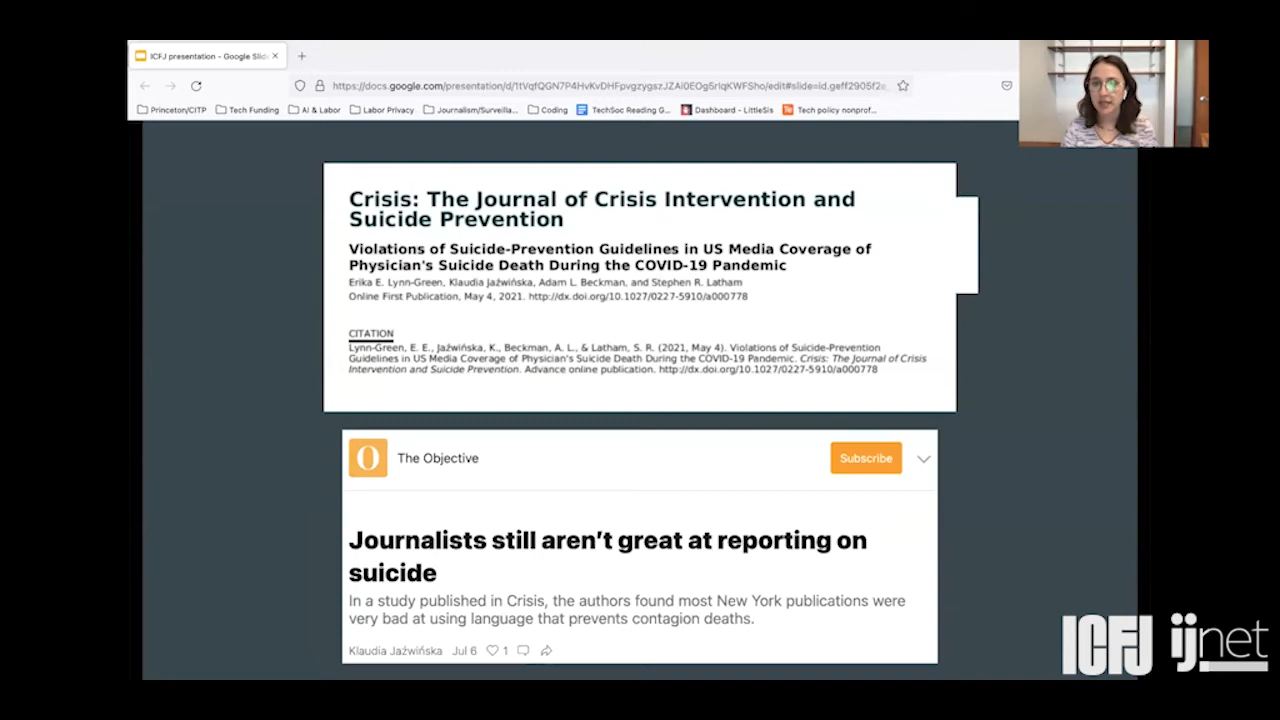 ICFJ presentation - Google Slid
https://docs.google.com/presentation/d/1tVqfQGN7P4HvKvDHFpvgzygszJZAi0EOg5rIqKWFSho/edit#slide=id.geff2905f2e_
Princeton/CITP Tech Funding AI & Labor Labor Privacy Journalism/Surveilla... Coding TechSoc Reading G... Dashboard - LittleSis Tech policy nonprof...
Crisis: The Journal of Crisis Intervention and
Suicide Prevention
Violations of Suicide-Prevention Guidelines in US Media Coverage of
Physician's Suicide Death During the COVID-19 Pandemic
Erika E. Lynn-Green, Klaudia Jaźwińska, Adam L. Beckman, and Stephen R. Latham
Online First Publication, May 4, 2021. http://dx.doi.org/10.1027/0227-5910/a000778
CITATION
Lynn-Green, E. E., Jaźwińska, K., Beckman, A. L., & Latham, S. R. (2021, May 4). Violations of Suicide-Prevention
Guidelines in US Media Coverage of Physician's Suicide Death During the COVID-19 Pandemic. Crisis: The Journal of Crisis
Intervention and Suicide Prevention. Advance online publication. http://dx.doi.org/10.1027/0227-5910/a000778
O The Objective Subscribe
Journalists still aren't great at reporting on
suicide
In a study published in Crisis, the authors found most New York publications were
very bad at using language that prevents contagion deaths.
Klaudia Jaźwińska Jul 6 1
ICFJ ijnet